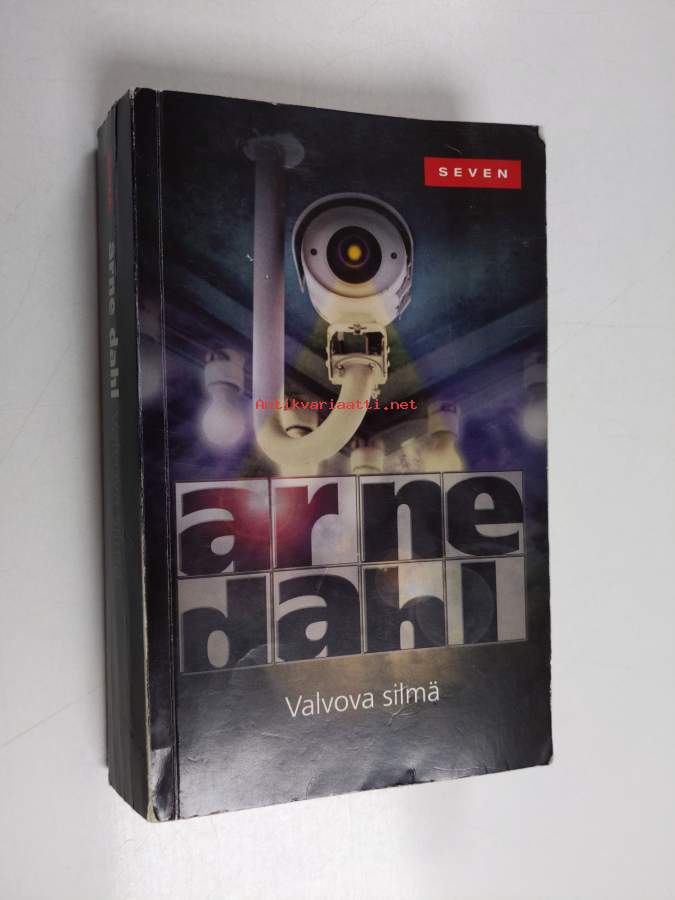 SEVEN
arne dahl
Antikvariaatti.net
arne
dahl
Valvova silmä